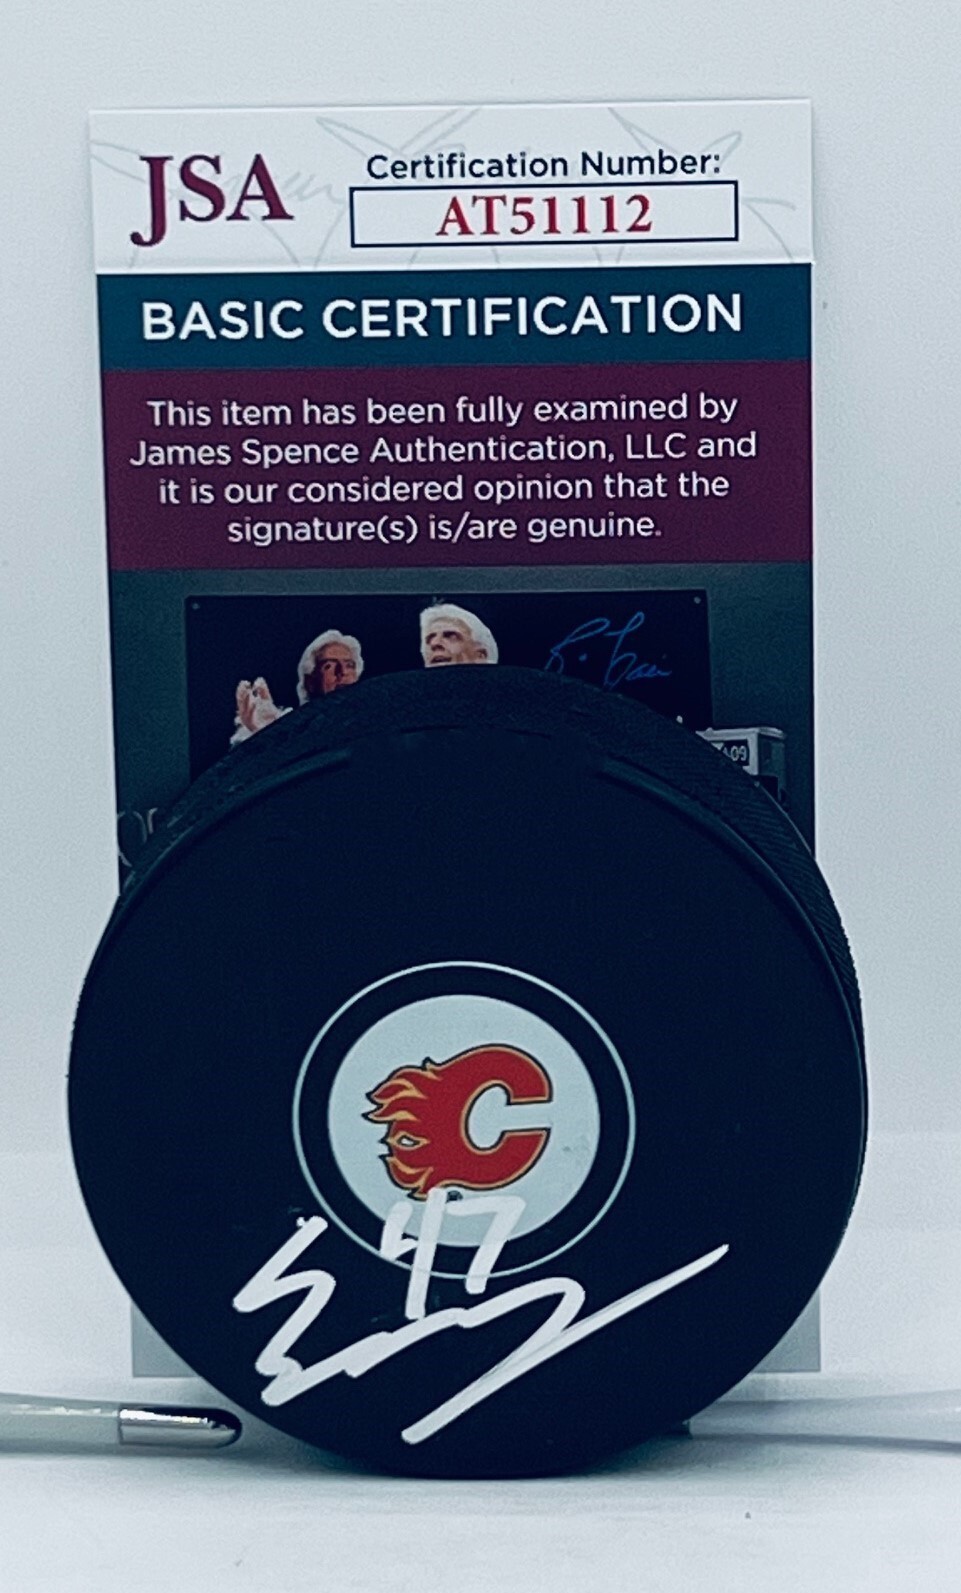 JSA
Certification Number:
AT51112
BASIC CERTIFICATION
This item has been fully examined by
James Spence Authentication, LLC and
it is our considered opinion that the
signature(s) is/are genuine.
C
47